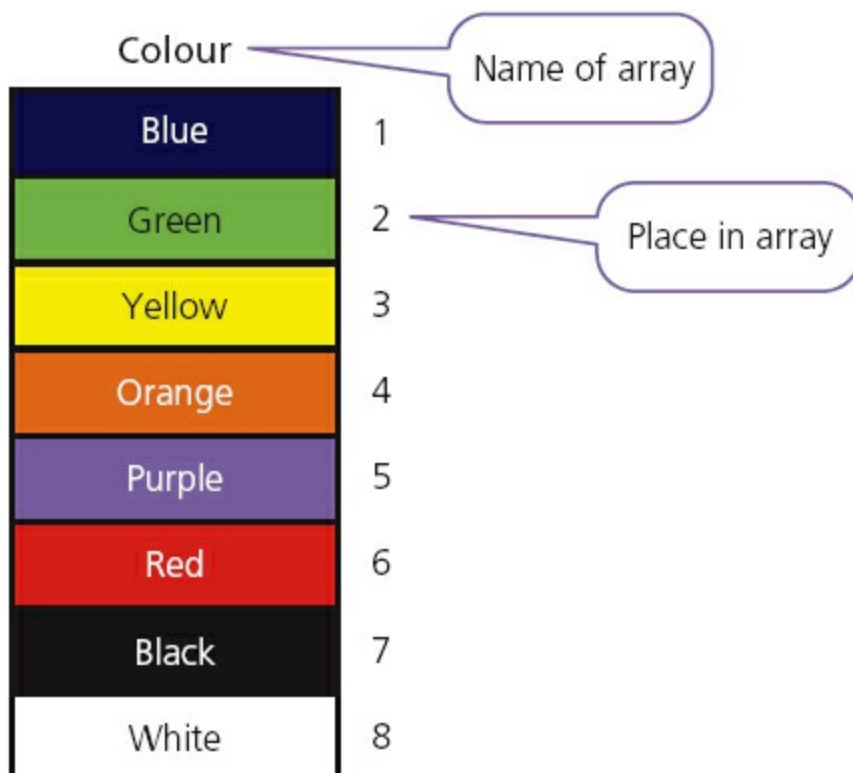 Colour
Name of array
Blue 1
Green 2
Place in array
Yellow 3
Orange 4
Purple 5
Red 6
Black 7
White 8